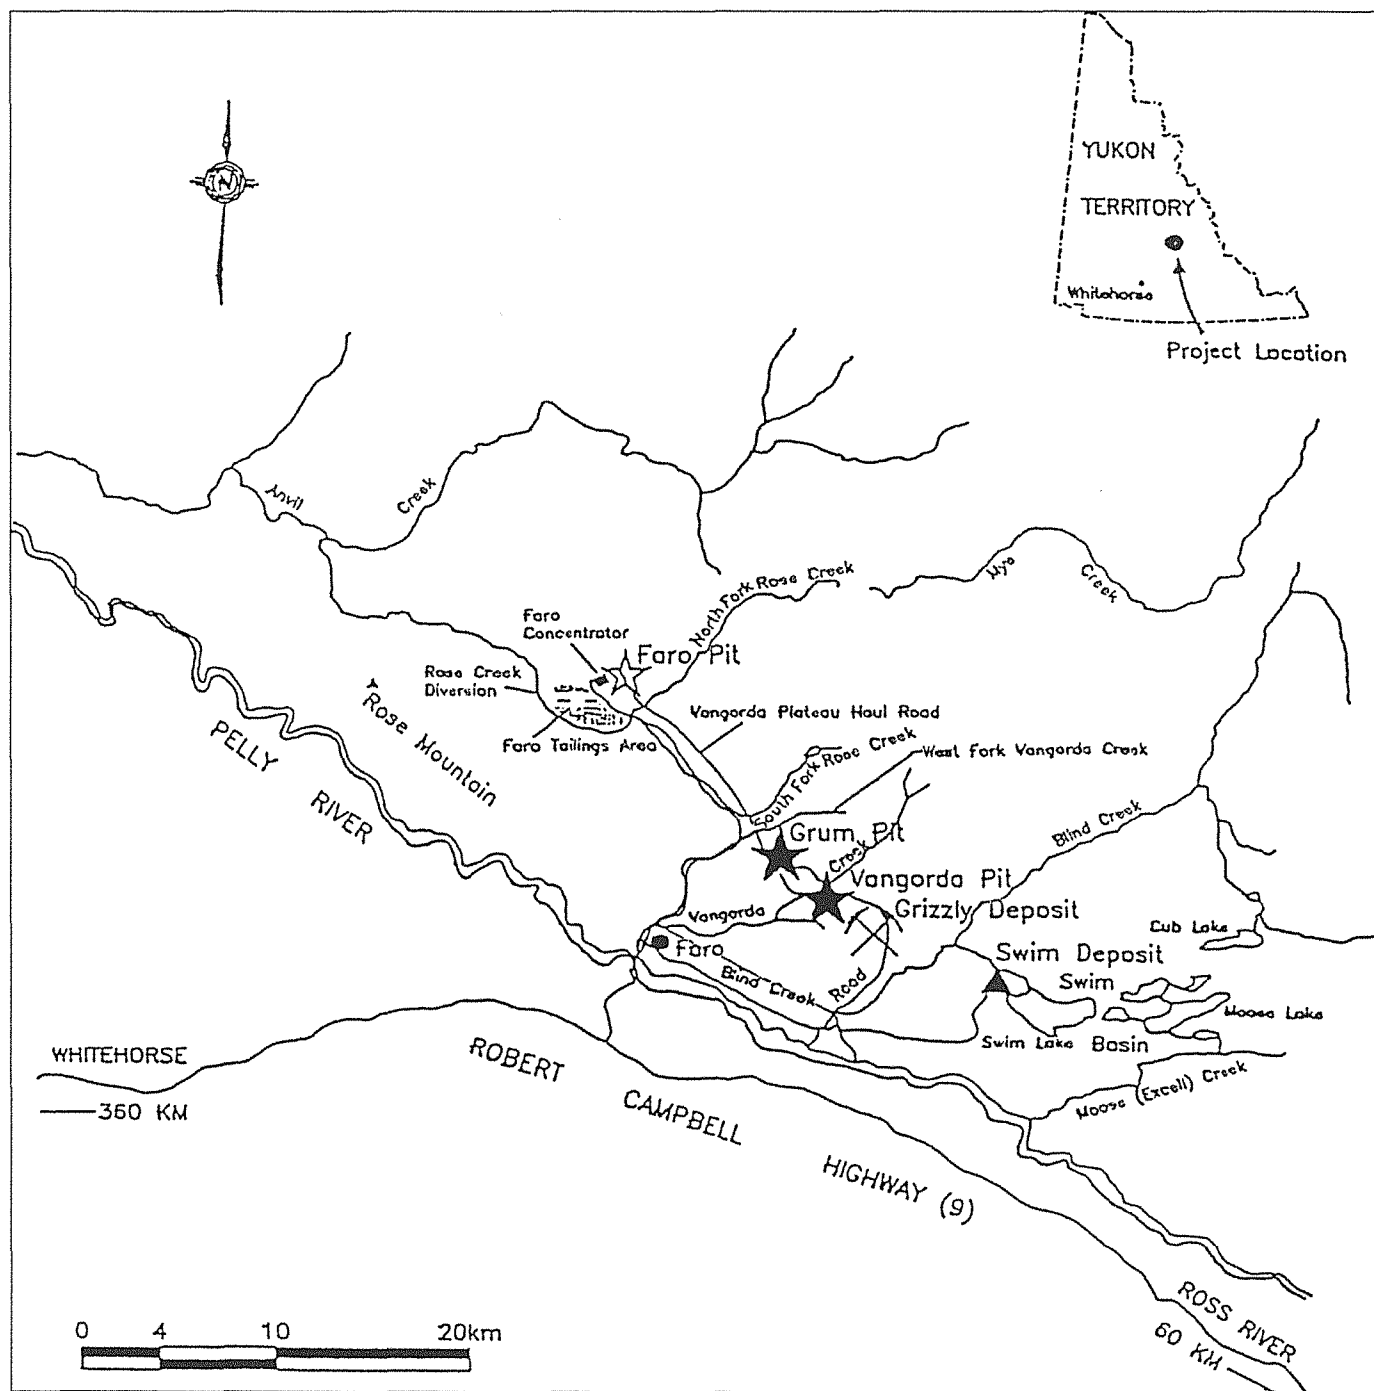 YUKON
TERRITORY
Whitehorse
Project Location
N
Anvil
Creek
Nye
Creek
North Fork Rose Creek
Faro
Concentrator
Faro Pit
Rose Creek
Diversion
Vangorda Plateau Haul Road
Faro Tailings Area
Rose Mountain
PELLY
RIVER
South Fork Rose Creek
West Fork Vangorda Creek
Grum Pit
Creek
Blind Creek
Vangorda Pit
Vangorda
Grizzly Deposit
Cub Lake
Faro
Swim Deposit
Blind Creek
Road
Swim
Moose Lake
Swim Lake Basin
WHITEHORSE
360 KM
ROBERT
CAMPBELL
HIGHWAY (9)
Moose (Excell) Creek
ROSS RIVER
60 KM
0 4 10 20km